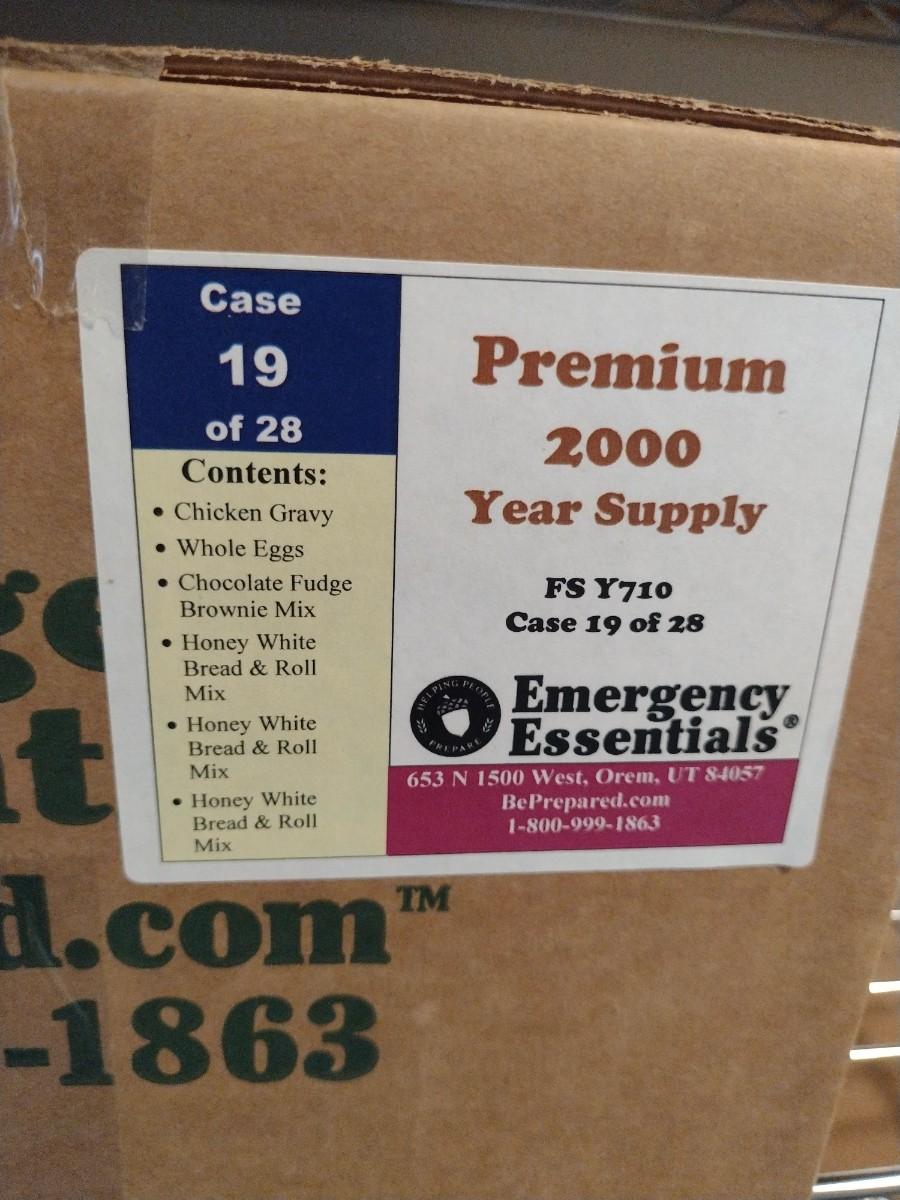 Case
19
of 28
Contents:
• Chicken Gravy
• Whole Eggs
• Chocolate Fudge
Brownie Mix
• Honey White
Bread & Roll
Mix
• Honey White
Bread & Roll
Mix
• Honey White
Bread & Roll
Mix
Premium
2000
Year Supply
FS Y710
Case 19 of 28
HELPING PEOPLE
PREPARE
Emergency
Essentials®
653 N 1500 West, Orem, UT 84057
BePrepared.com
1-800-999-1863
ge
t
d.com™
-1863